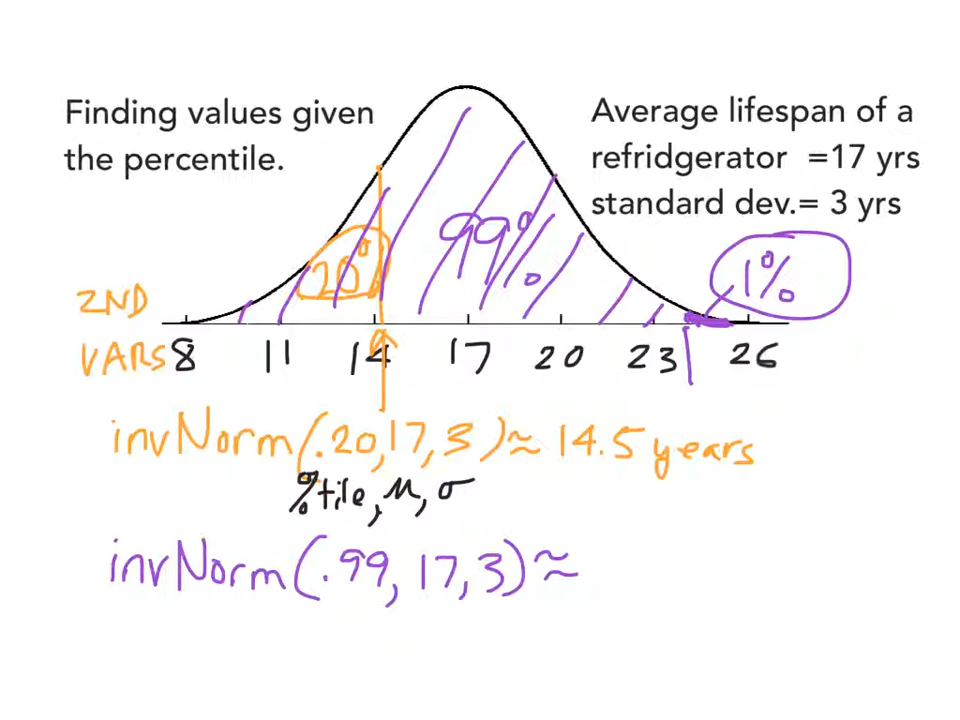 Finding values given
the percentile.
Average lifespan of a
refridgerator =17 yrs
standard dev.= 3 yrs
20%
99%
1%
2ND
VARS
8 11 14 17 20 23 26
invNorm(.20,17,3)≈14.5 years
%tile, μ, σ
invNorm(.99, 17,3)≈